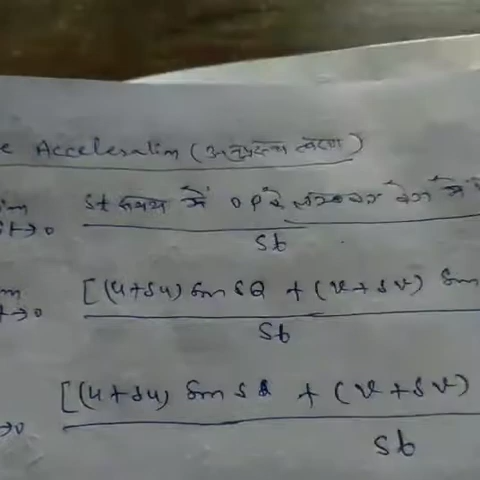 e Acceleration (अनुप्रस्थ त्वरण)
lim δt→0 δt समय में OP के लम्बवत वेग में
δt
lim t→0 [(u+δu) Sin δθ + (v+δv) Sin
δt
→0 [(u+δu) Sin δθ + (v+δv)
δt